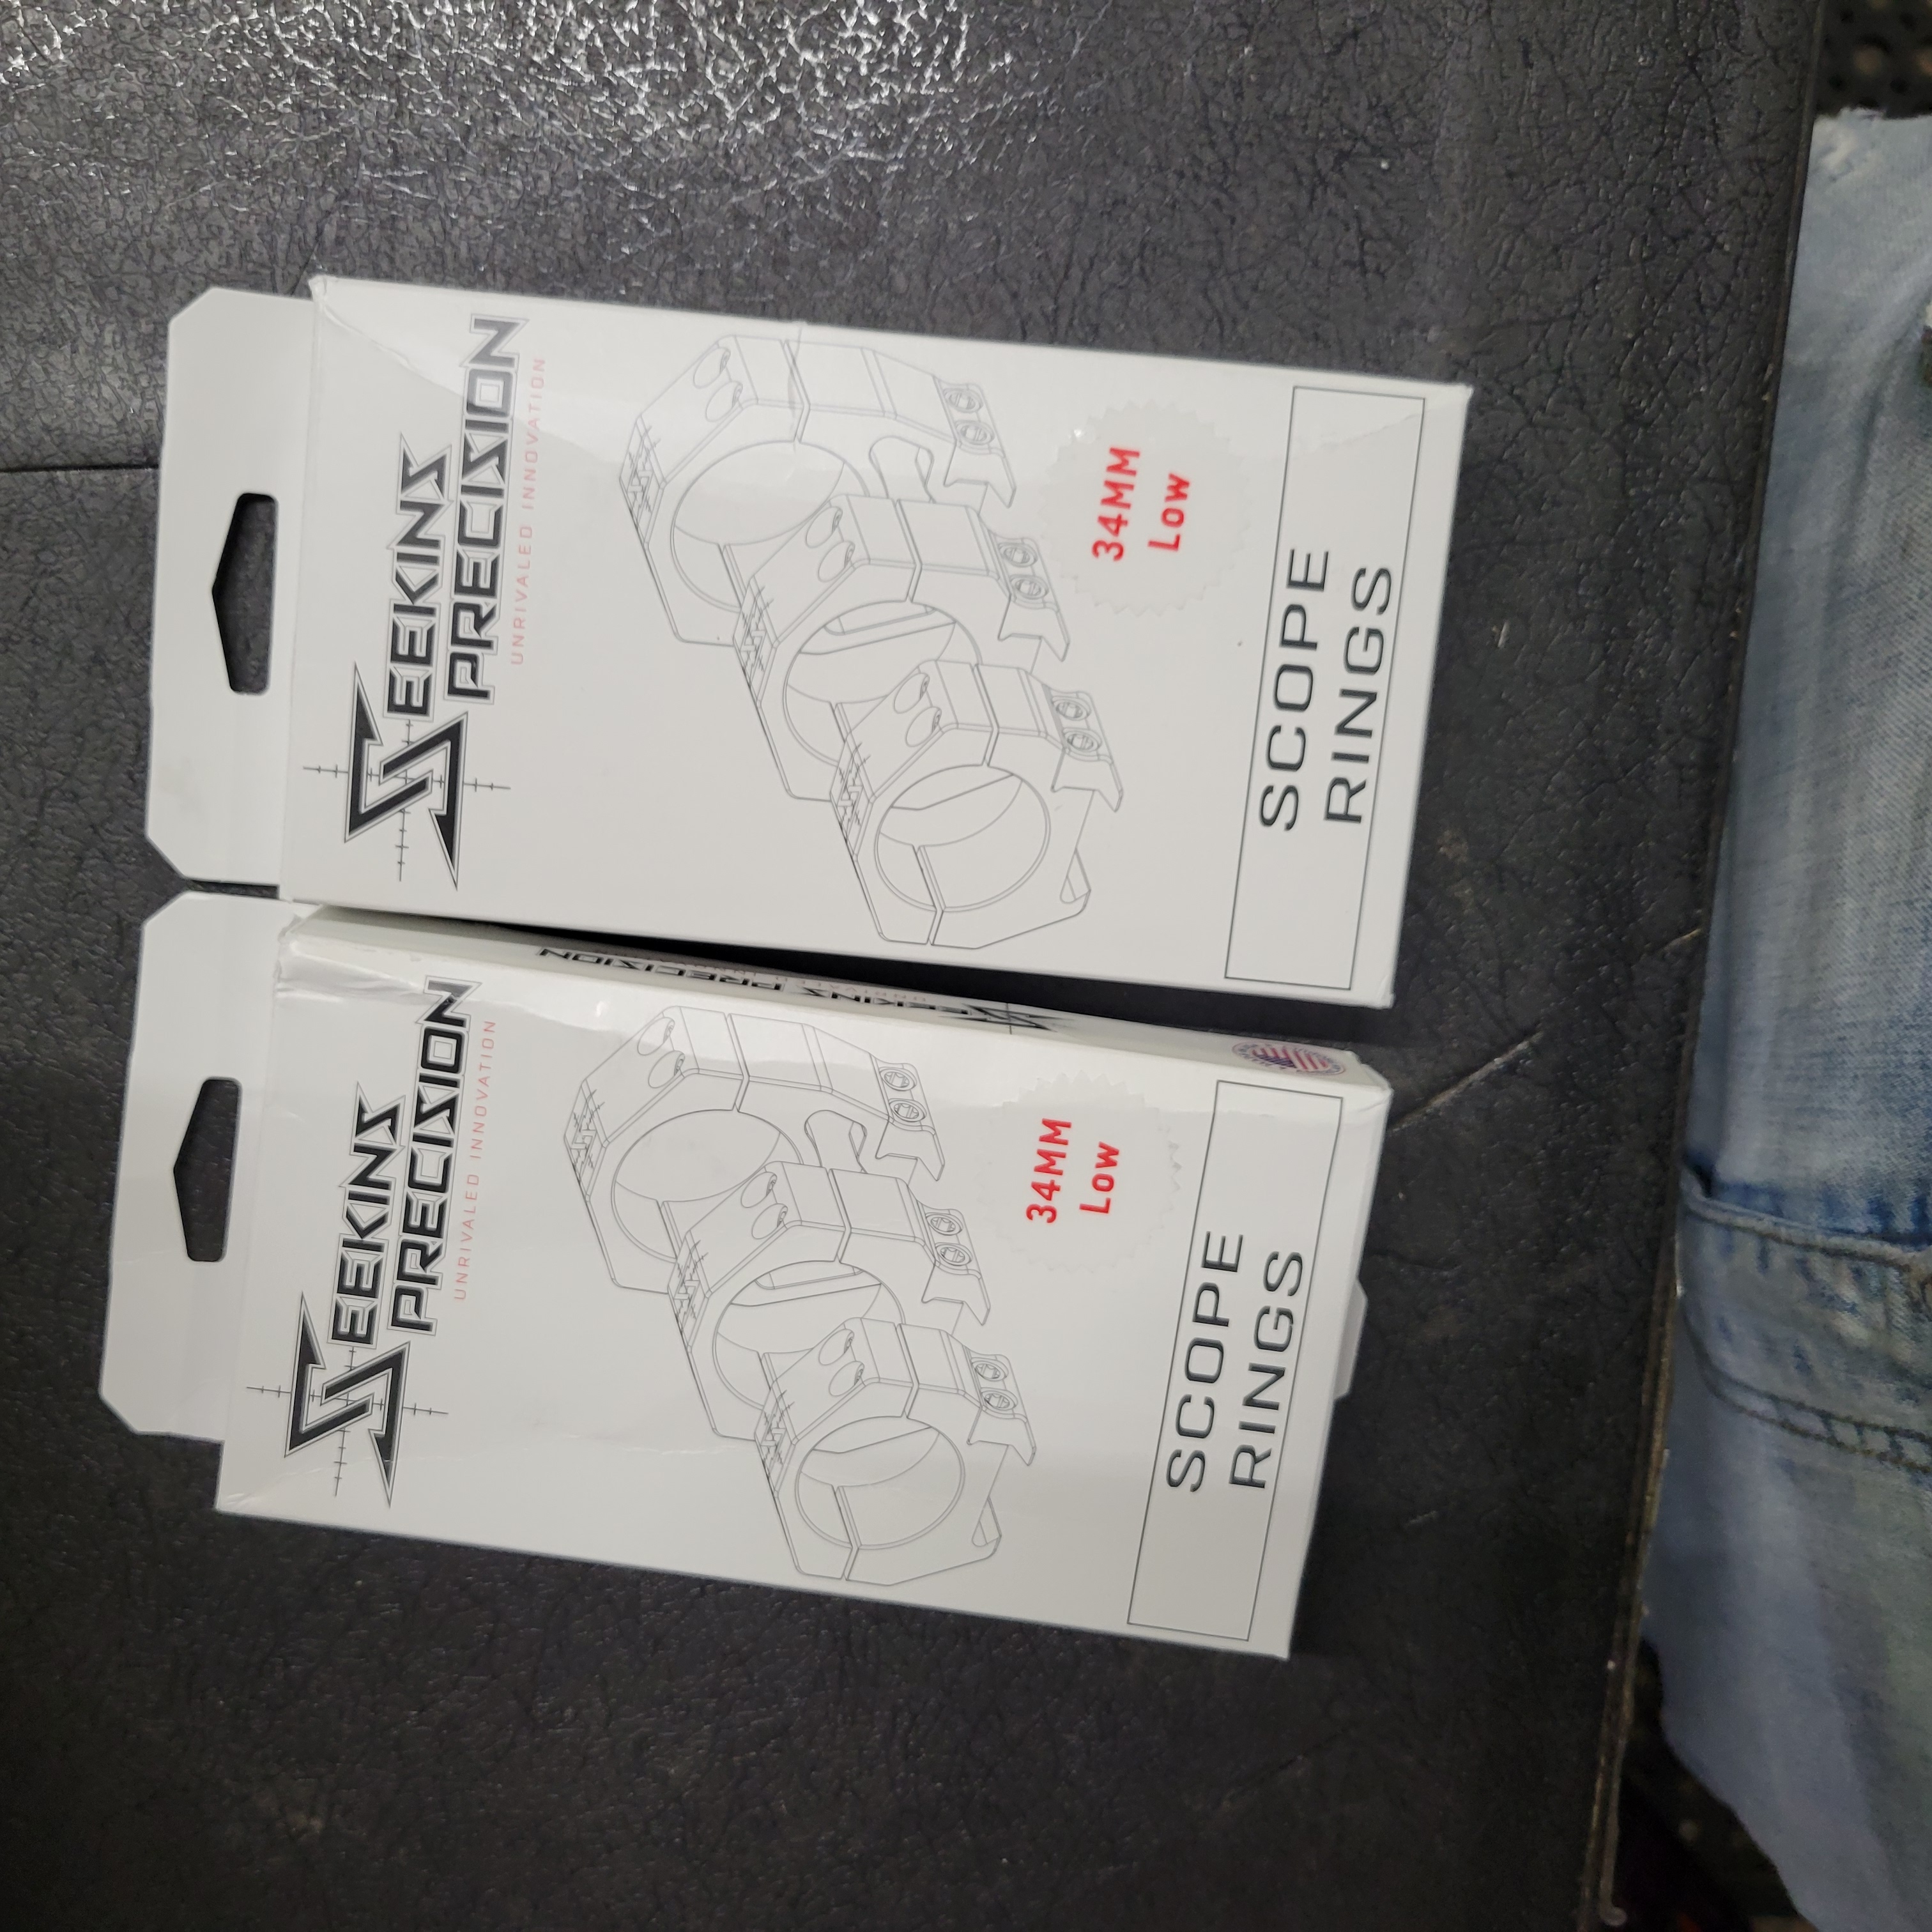 SEEKINS
PRECISION
UNRIVALED INNOVATION
34MM
Low
SCOPE
RINGS
SEEKINS PRECISION
SEEKINS
PRECISION
UNRIVALED INNOVATION
34MM
Low
SCOPE
RINGS